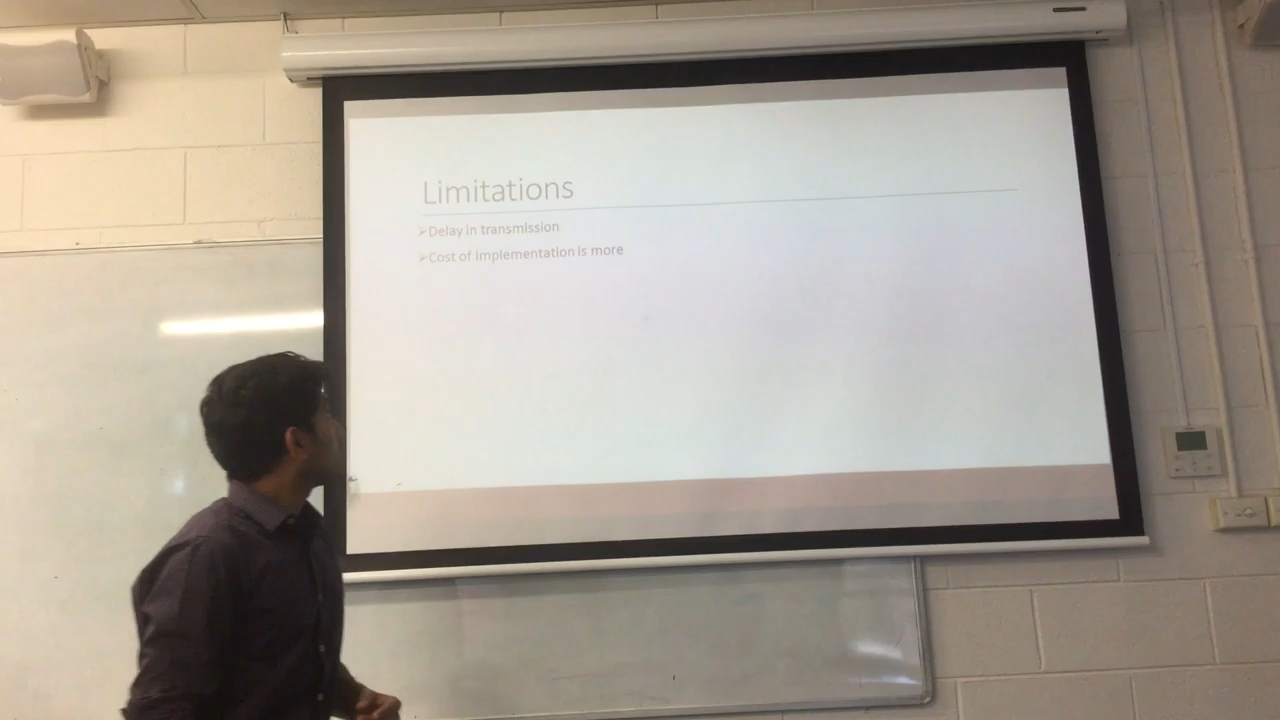 Limitations
➢Delay in transmission
➢Cost of implementation is more